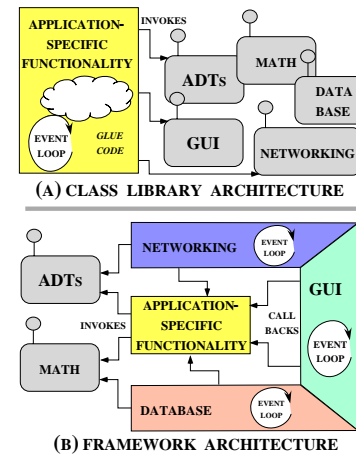 APPLICATION-
SPECIFIC
FUNCTIONALITY
INVOKES
ADTs
MATH
DATA
BASE
GUI
NETWORKING
EVENT
LOOP
GLUE
CODE
(A) CLASS LIBRARY ARCHITECTURE
NETWORKING
EVENT
LOOP
ADTs
GUI
APPLICATION-
SPECIFIC
FUNCTIONALITY
INVOKES
CALL
BACKS
EVENT
LOOP
MATH
DATABASE
EVENT
LOOP
(B) FRAMEWORK ARCHITECTURE